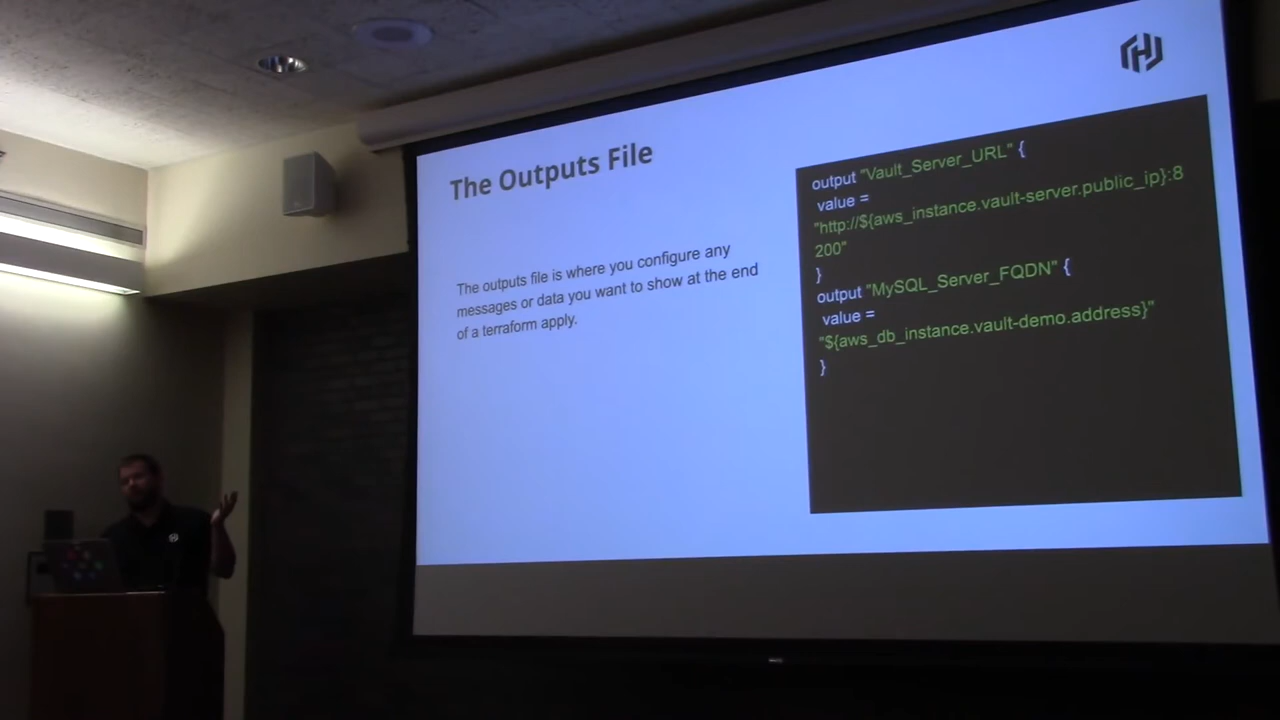 The Outputs File
The outputs file is where you configure any
messages or data you want to show at the end
of a terraform apply.
output "Vault_Server_URL" {
value =
"http://${aws_instance.vault-server.public_ip}:8
200"
}
output "MySQL_Server_FQDN" {
value =
"${aws_db_instance.vault-demo.address}"
}